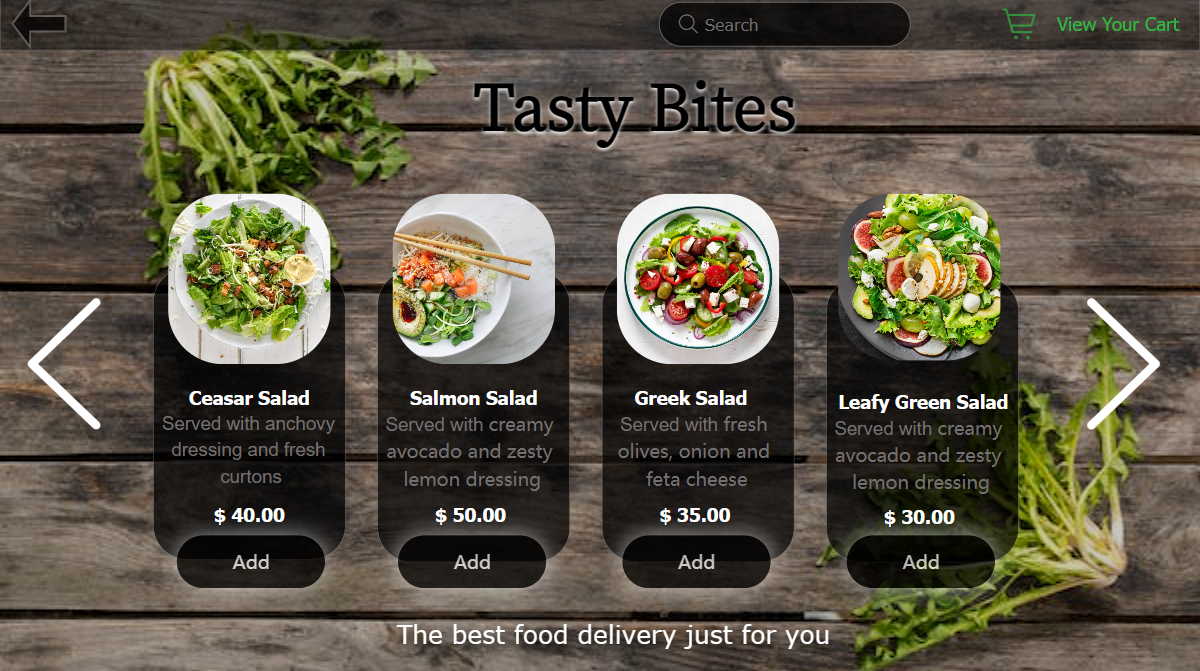 Search
View Your Cart
Tasty Bites
Ceasar Salad
Served with anchovy
dressing and fresh
curtons
$ 40.00
Add
Salmon Salad
Served with creamy
avocado and zesty
lemon dressing
$ 50.00
Add
Greek Salad
Served with fresh
olives, onion and
feta cheese
$ 35.00
Add
Leafy Green Salad
Served with creamy
avocado and zesty
lemon dressing
$ 30.00
Add
The best food delivery just for you